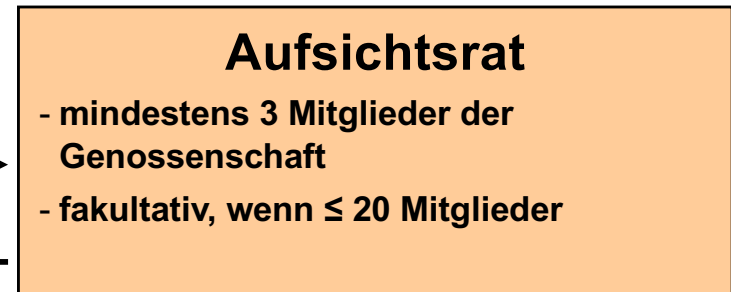 Aufsichtsrat
- mindestens 3 Mitglieder der
Genossenschaft
- fakultativ, wenn ≤ 20 Mitglieder